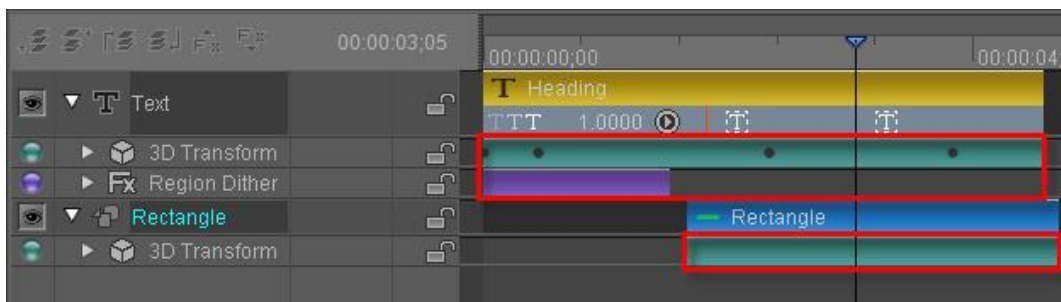 00:00:03;05
00:00:00;00
00:00:04
Text
T Heading
TTT 1.0000
T
T
3D Transform
Fx Region Dither
Rectangle
Rectangle
3D Transform